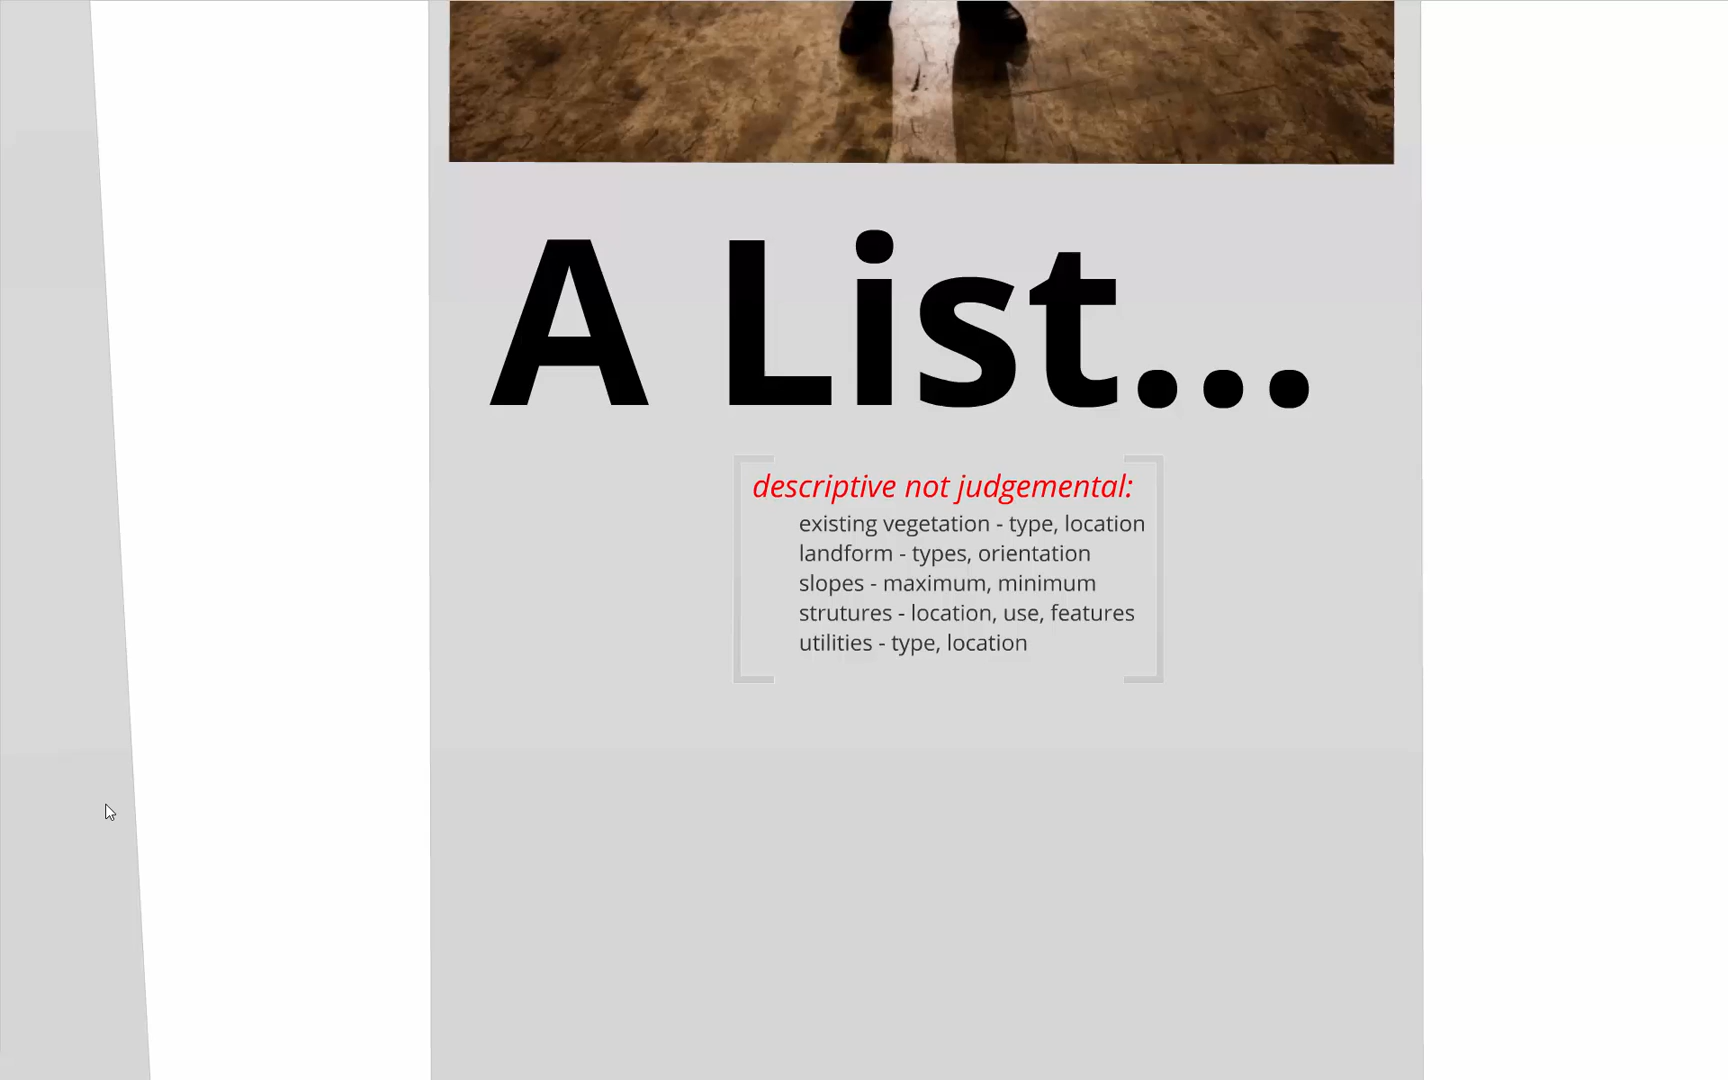 A List...
descriptive not judgemental:
existing vegetation - type, location
landform - types, orientation
slopes - maximum, minimum
strutures - location, use, features
utilities - type, location